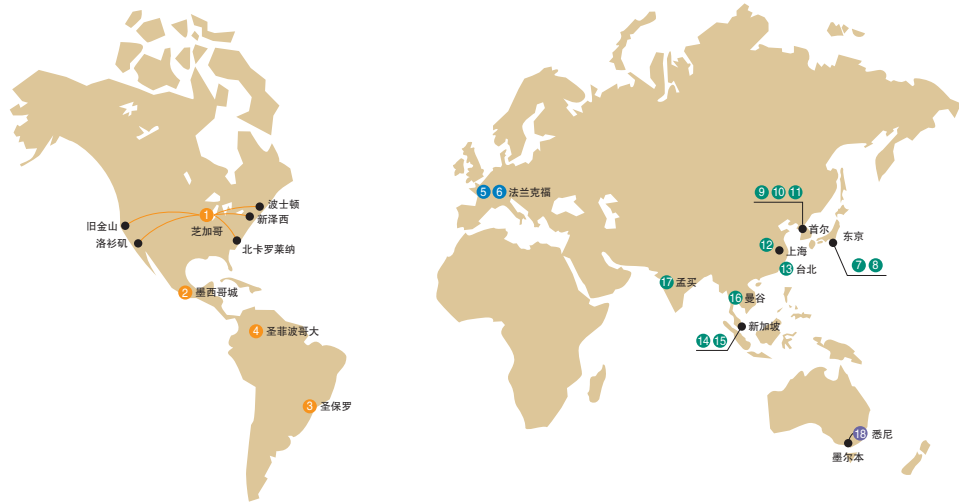 波士顿
1
新泽西
旧金山
芝加哥
洛衫矶
北卡罗莱纳
2 墨西哥城
4 圣菲波哥大
3 圣保罗
5 6 法兰克福
9 10 11
首尔
东京
12
上海
7 8
13 台北
17 孟买
16 曼谷
新加坡
14 15
18 悉尼
墨尔本